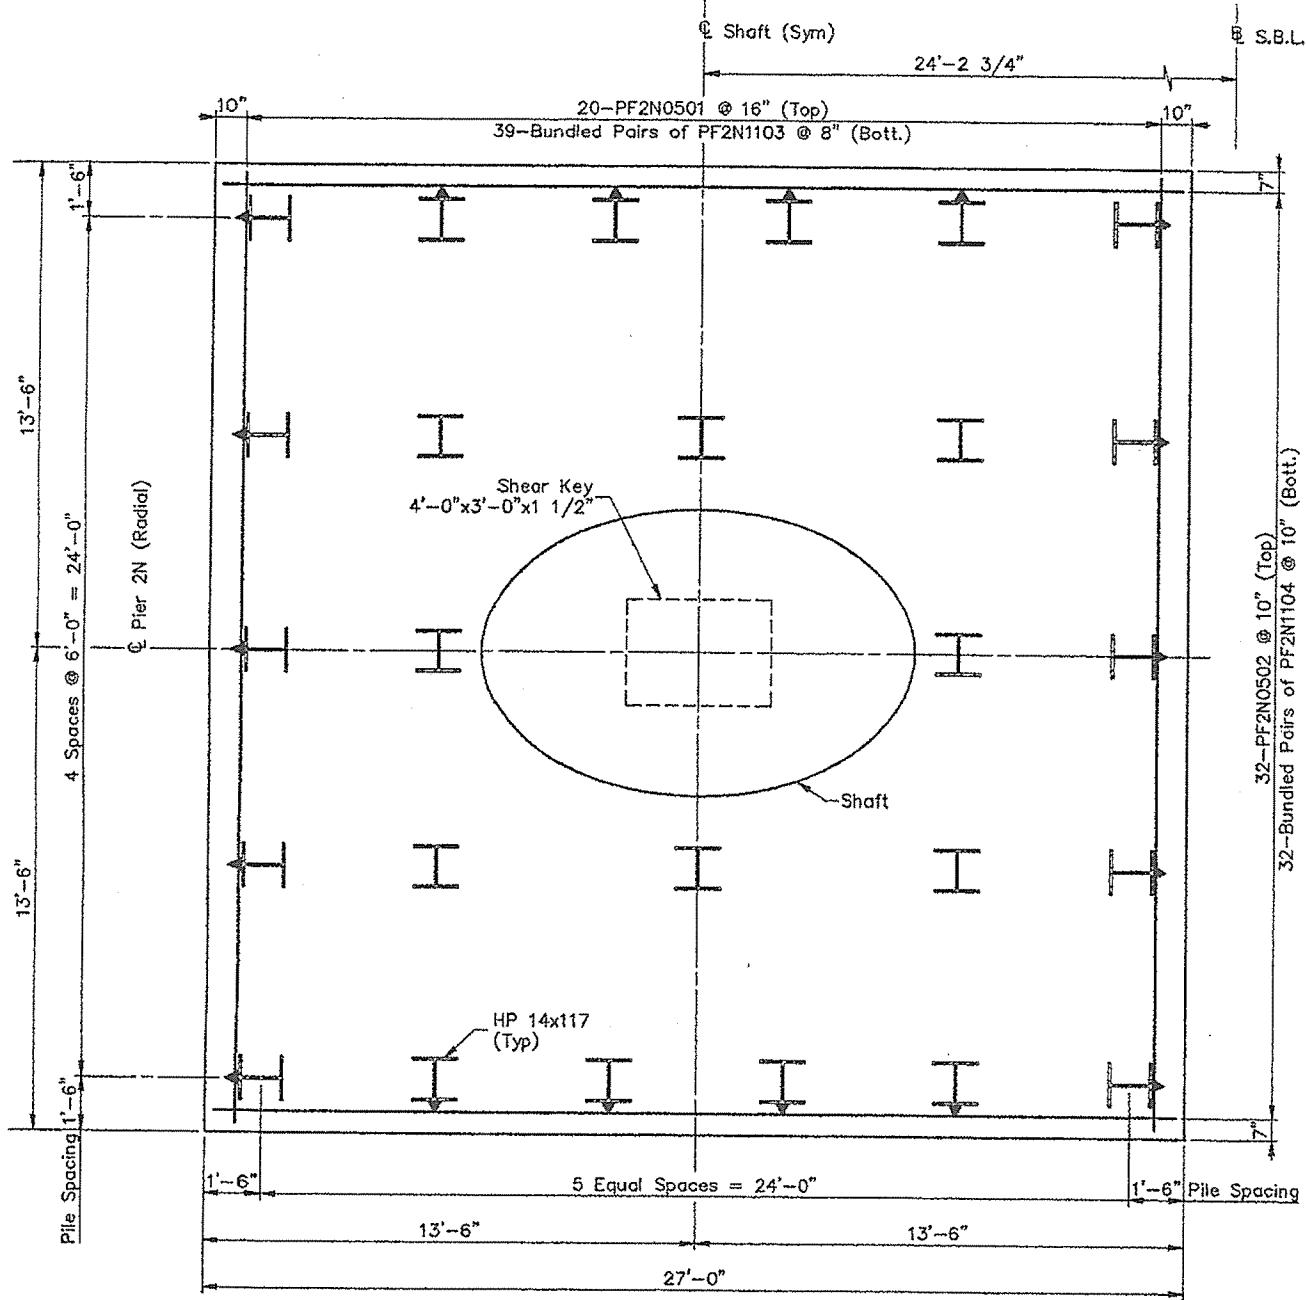 ℄ Shaft (Sym)
B̲L̲ S.B.L.
24'-2 3/4"
10"
20-PF2N0501 @ 16" (Top)
39-Bundled Pairs of PF2N1103 @ 8" (Bott.)
10"
1'-6"
7"
13'-6"
℄ Pier 2N (Radial)
4 Spaces @ 6'-0" = 24'-0"
Shear Key
4'-0"x3'-0"x1 1/2"
32-PF2N0502 @ 10" (Top)
32-Bundled Pairs of PF2N1104 @ 10" (Bott.)
Shaft
13'-6"
HP 14x117
(Typ)
Pile Spacing
1'-6"
7"
1'-6"
5 Equal Spaces = 24'-0"
1'-6"
Pile Spacing
13'-6"
13'-6"
27'-0"